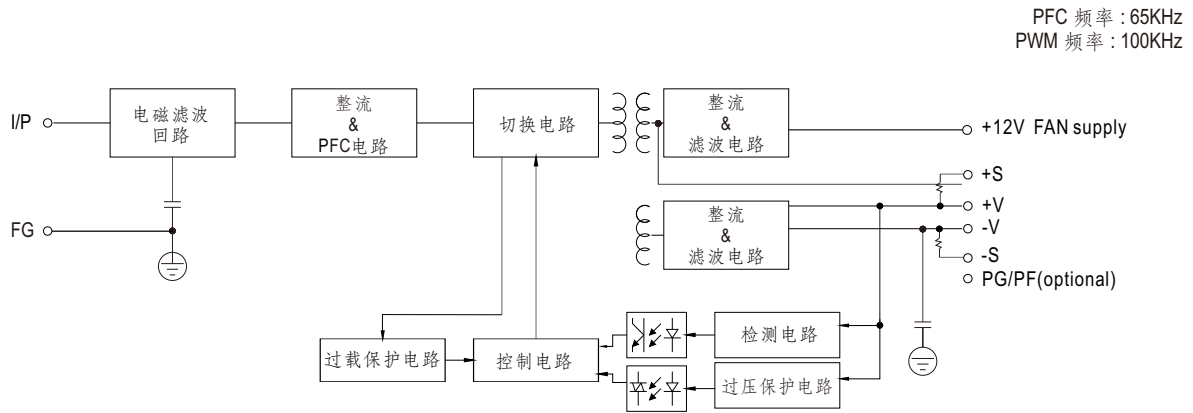 PFC 频率 : 65KHz
PWM 频率 : 100KHz
I/P
电磁滤波
回路
整流
&
PFC电路
切换电路
整流
&
滤波电路
+12V FAN supply
+S
+V
-V
-S
PG/PF(optional)
FG
整流
&
滤波电路
过载保护电路
控制电路
检测电路
过压保护电路